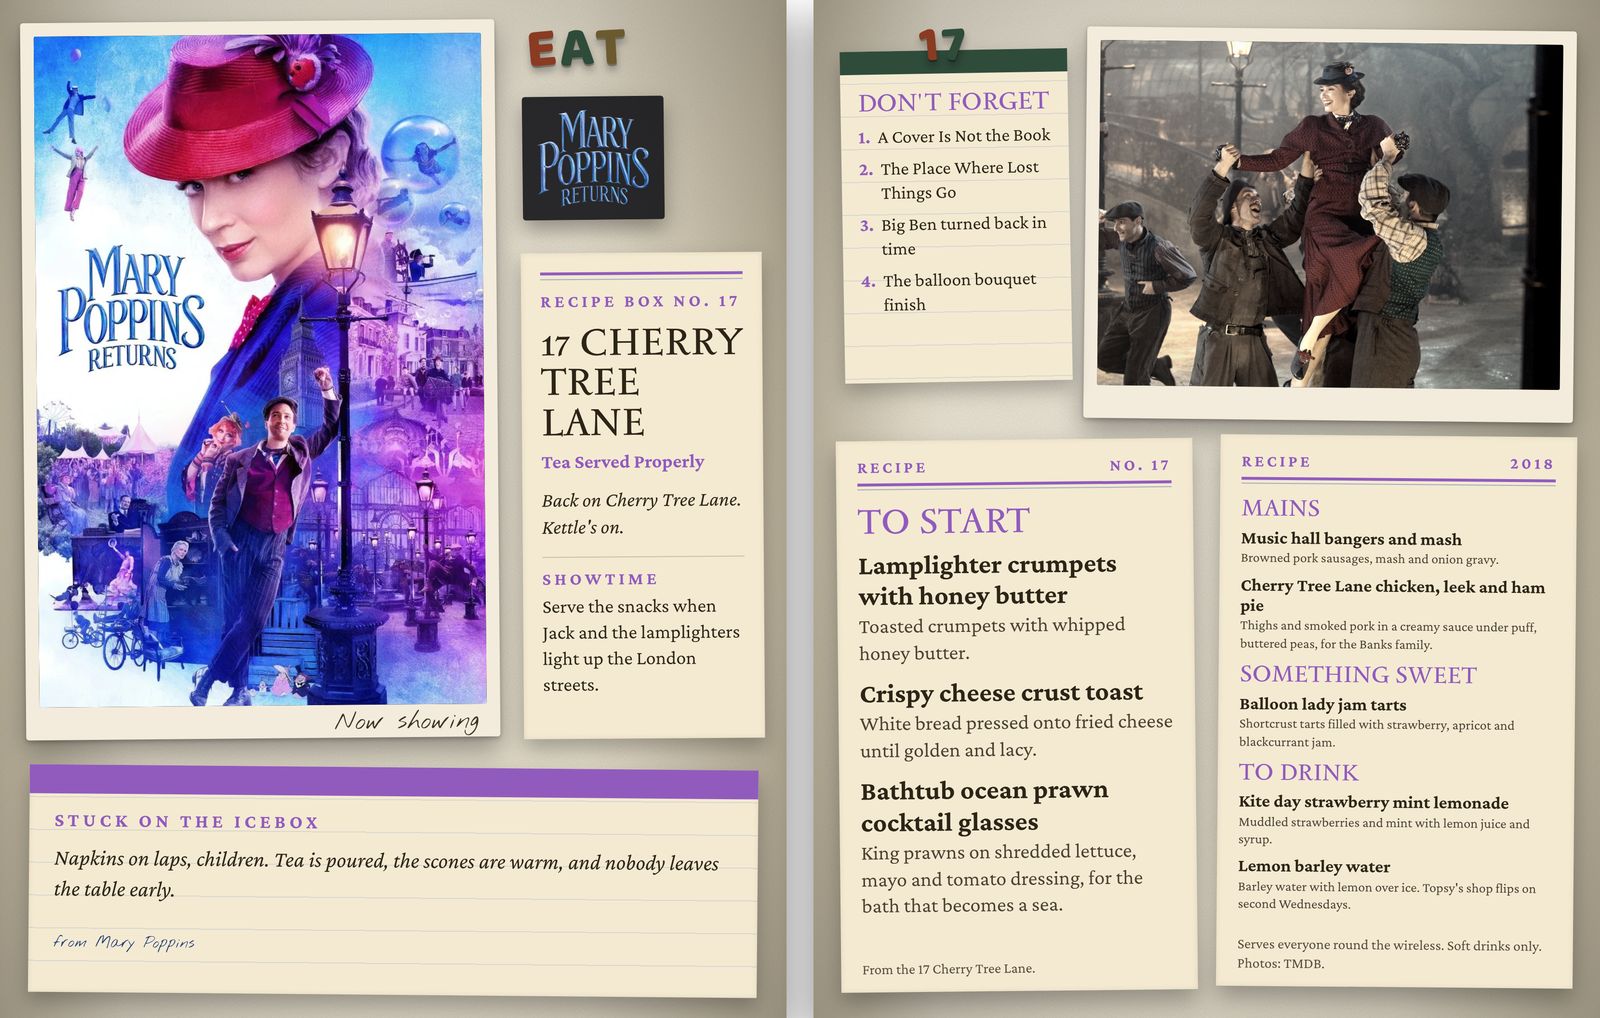 EAT
MARY
POPPINS
RETURNS
MARY
POPPINS
RETURNS
Now showing
RECIPE BOX NO. 17
17 CHERRY
TREE
LANE
Tea Served Properly
Back on Cherry Tree Lane.
Kettle's on.
SHOWTIME
Serve the snacks when
Jack and the lamplighters
light up the London
streets.
STUCK ON THE ICEBOX
Napkins on laps, children. Tea is poured, the scones are warm, and nobody leaves
the table early.
from Mary Poppins
17
DON'T FORGET
1. A Cover Is Not the Book
2. The Place Where Lost
Things Go
3. Big Ben turned back in
time
4. The balloon bouquet
finish
RECIPE NO. 17
TO START
Lamplighter crumpets
with honey butter
Toasted crumpets with whipped
honey butter.
Crispy cheese crust toast
White bread pressed onto fried cheese
until golden and lacy.
Bathtub ocean prawn
cocktail glasses
King prawns on shredded lettuce,
mayo and tomato dressing, for the
bath that becomes a sea.
From the 17 Cherry Tree Lane.
RECIPE 2018
MAINS
Music hall bangers and mash
Browned pork sausages, mash and onion gravy.
Cherry Tree Lane chicken, leek and ham
pie
Thighs and smoked pork in a creamy sauce under puff,
buttered peas, for the Banks family.
SOMETHING SWEET
Balloon lady jam tarts
Shortcrust tarts filled with strawberry, apricot and
blackcurrant jam.
TO DRINK
Kite day strawberry mint lemonade
Muddled strawberries and mint with lemon juice and
syrup.
Lemon barley water
Barley water with lemon over ice. Topsy's shop flips on
second Wednesdays.
Serves everyone round the wireless. Soft drinks only.
Photos: TMDB.